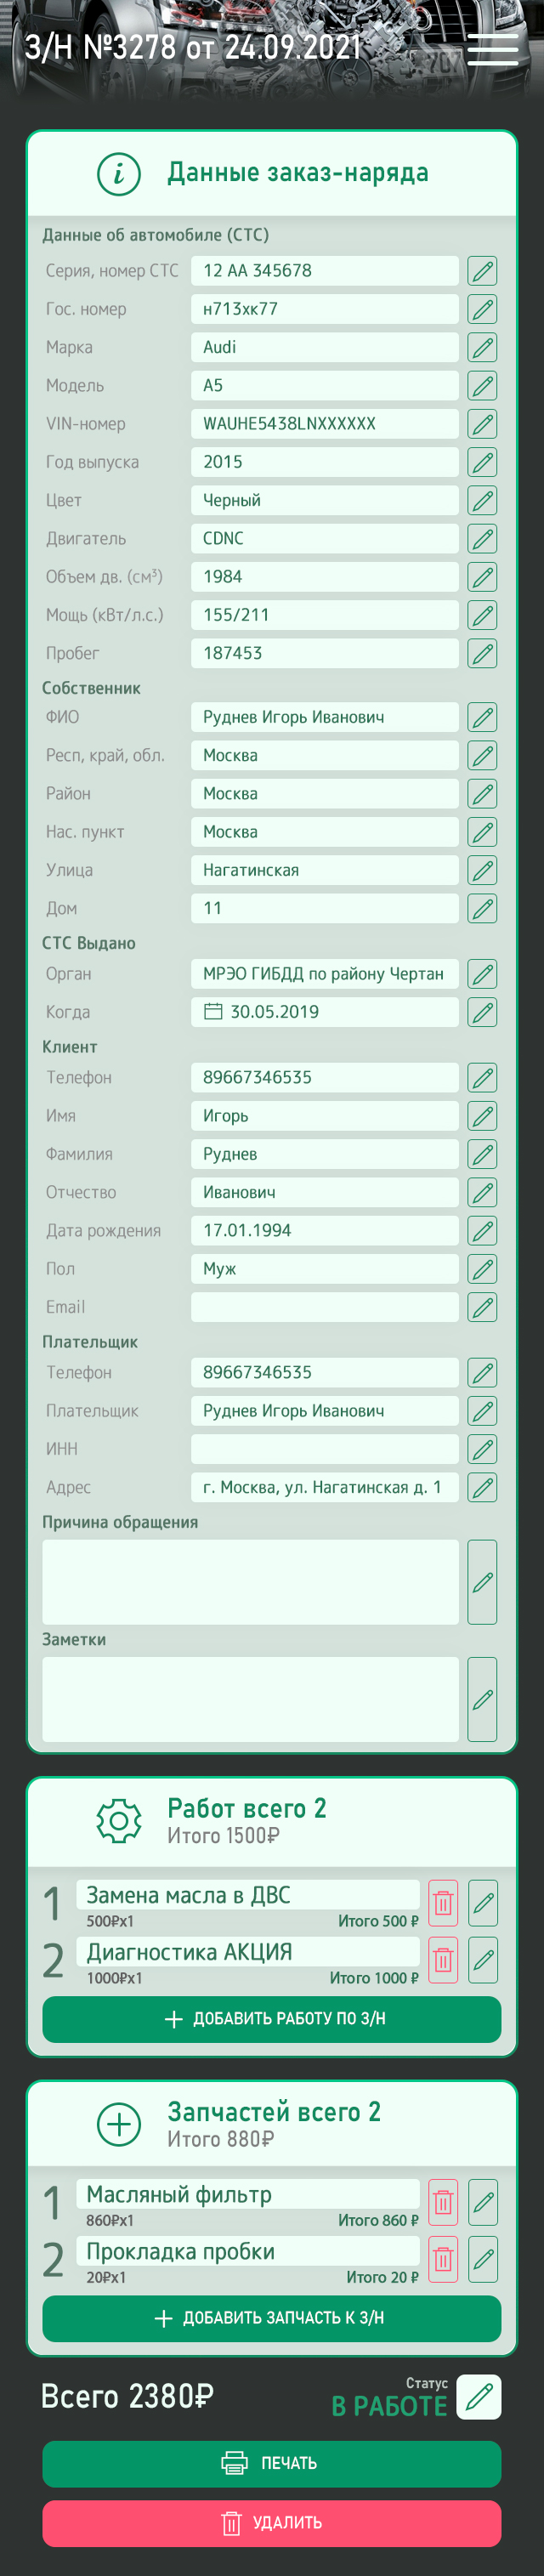 З/Н №3278 от 24.09.2021
Данные заказ-наряда
Данные об автомобиле (СТС)
Серия, номер СТС 12 АА 345678
Гос. номер н713хк77
Марка Audi
Модель A5
VIN-номер WAUHE5438LNXXXXXX
Год выпуска 2015
Цвет Черный
Двигатель CDNC
Объем дв. (см³) 1984
Мощь (кВт/л.с.) 155/211
Пробег 187453
Собственник
ФИО Руднев Игорь Иванович
Респ, край, обл. Москва
Район Москва
Нас. пункт Москва
Улица Нагатинская
Дом 11
СТС Выдано
Орган МРЭО ГИБДД по району Чертан
Когда 30.05.2019
Клиент
Телефон 89667346535
Имя Игорь
Фамилия Руднев
Отчество Иванович
Дата рождения 17.01.1994
Пол Муж
Email
Плательщик
Телефон 89667346535
Плательщик Руднев Игорь Иванович
ИНН
Адрес г. Москва, ул. Нагатинская д. 1
Причина обращения
Заметки
Работ всего 2
Итого 1500₽
1 Замена масла в ДВС
500₽x1 Итого 500 ₽
2 Диагностика АКЦИЯ
1000₽x1 Итого 1000 ₽
ДОБАВИТЬ РАБОТУ ПО З/Н
Запчастей всего 2
Итого 880₽
1 Масляный фильтр
860₽x1 Итого 860 ₽
2 Прокладка пробки
20₽x1 Итого 20 ₽
ДОБАВИТЬ ЗАПЧАСТЬ К З/Н
Всего 2380₽
Статус
В РАБОТЕ
ПЕЧАТЬ
УДАЛИТЬ